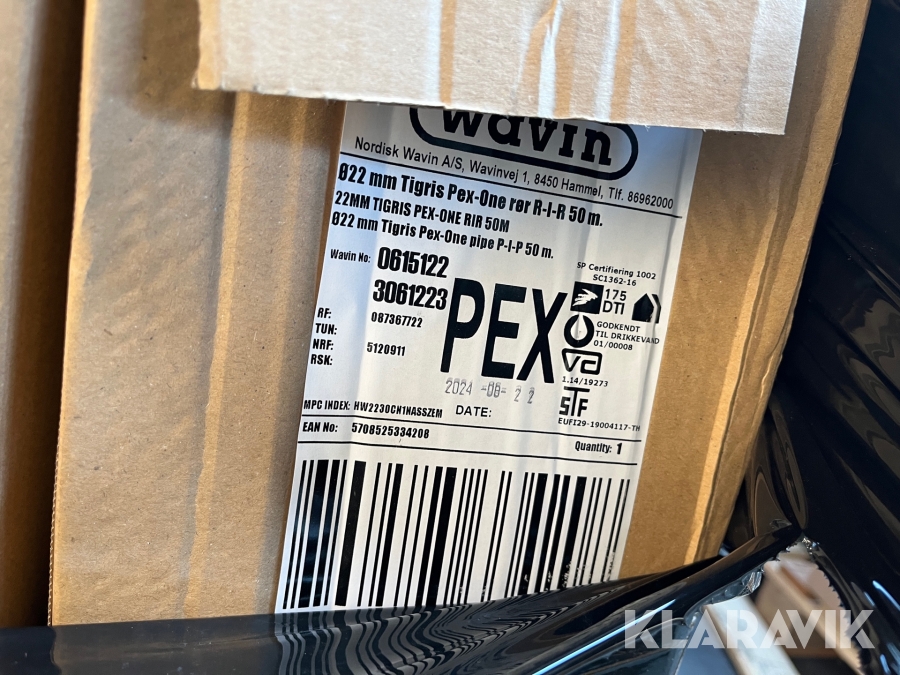 wavin
Nordisk Wavin A/S, Wavinvej 1, 8450 Hammel, Tlf. 86962000
Ø22 mm Tigris Pex-One rør R-I-R 50 m.
22MM TIGRIS PEX-ONE RIR 50M
Ø22 mm Tigris Pex-One pipe P-I-P 50 m.
Wavin No: 0615122
3061223
RF: 087367722
TUN:
NRF: 5120911
RSK:
PEX
SP Certifiering 1002
SC1362-16
175
DTI
GODKENDT
TIL DRIKKEVAND
01/00008
va
1.14/19273
STF
EUFI29-19004117-TH
2024 -08- 22
DATE:
MPC INDEX: HW2230CN1NASSZEM
EAN No: 5708525334208
Quantity: 1
KLARAVIK